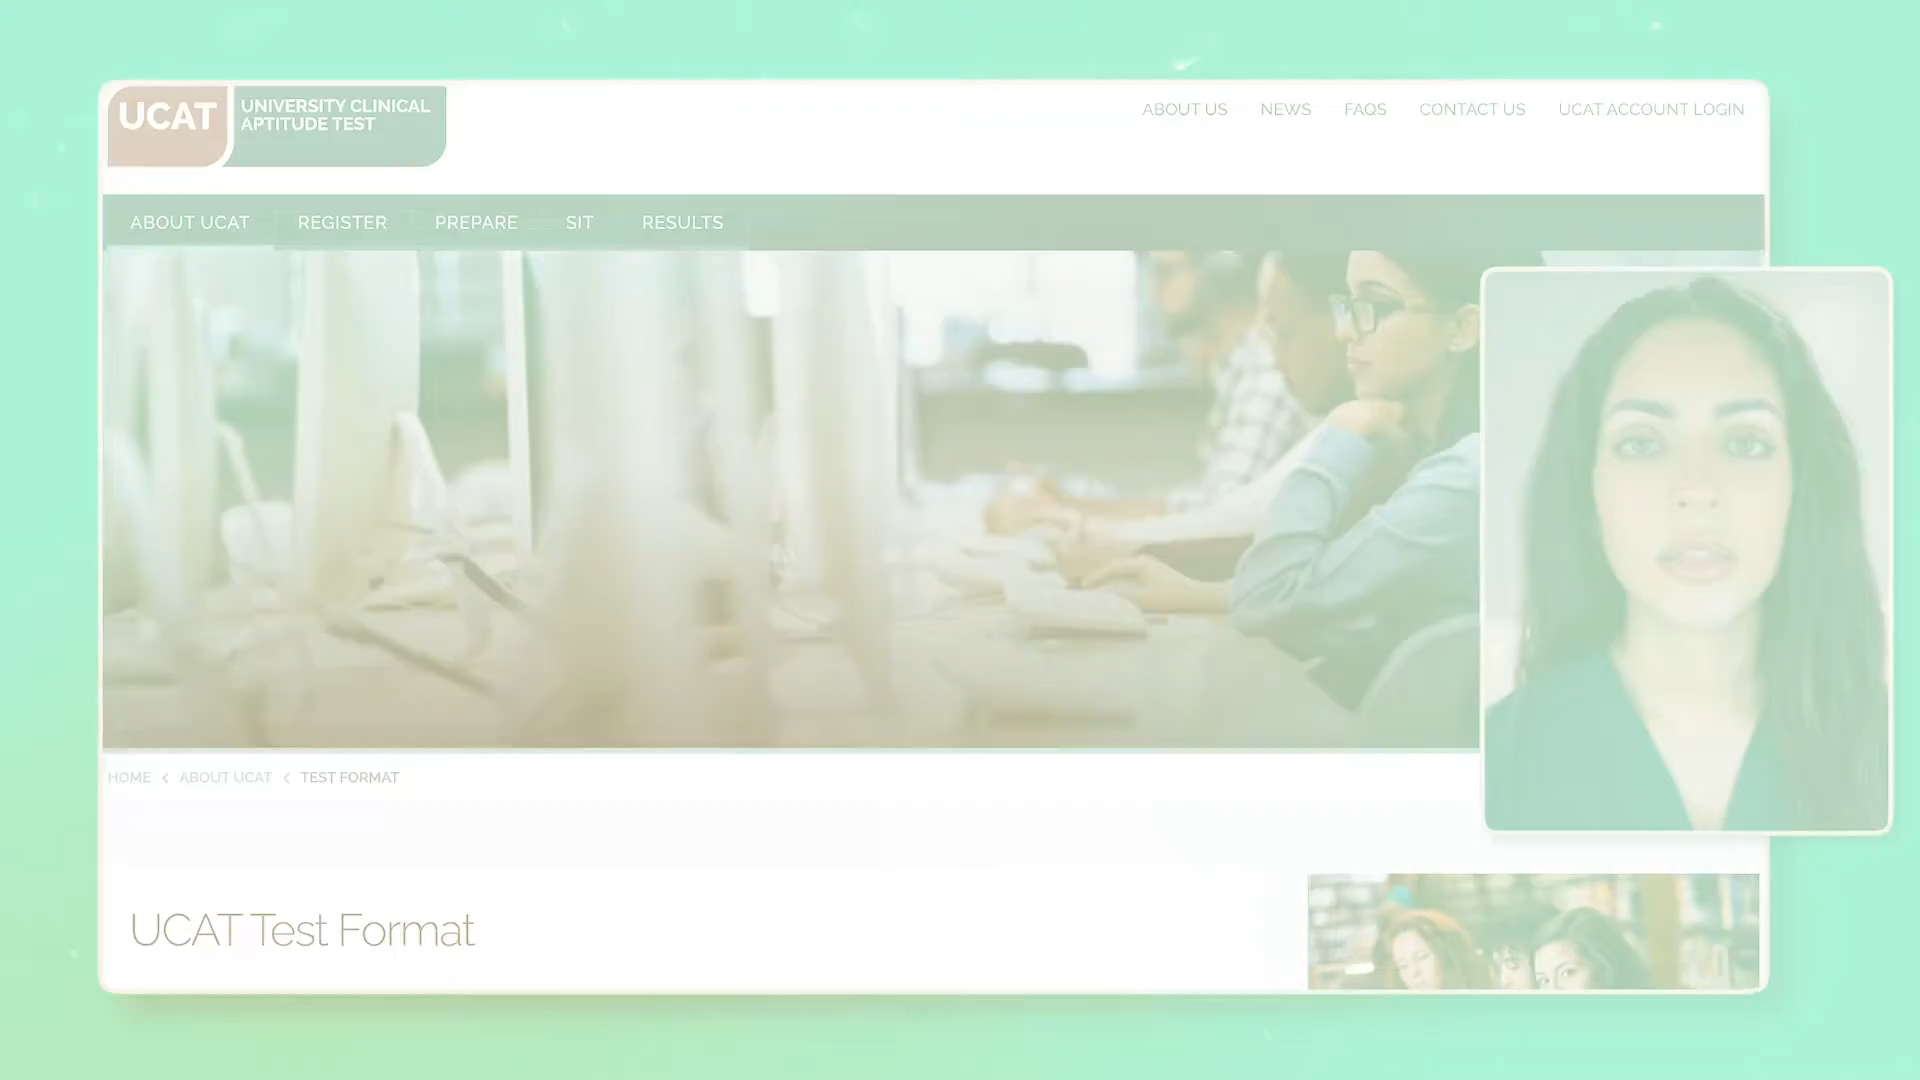 UCAT
UNIVERSITY CLINICAL
APTITUDE TEST
ABOUT US NEWS FAQS CONTACT US UCAT ACCOUNT LOGIN
ABOUT UCAT REGISTER PREPARE SIT RESULTS
HOME < ABOUT UCAT < TEST FORMAT
UCAT Test Format